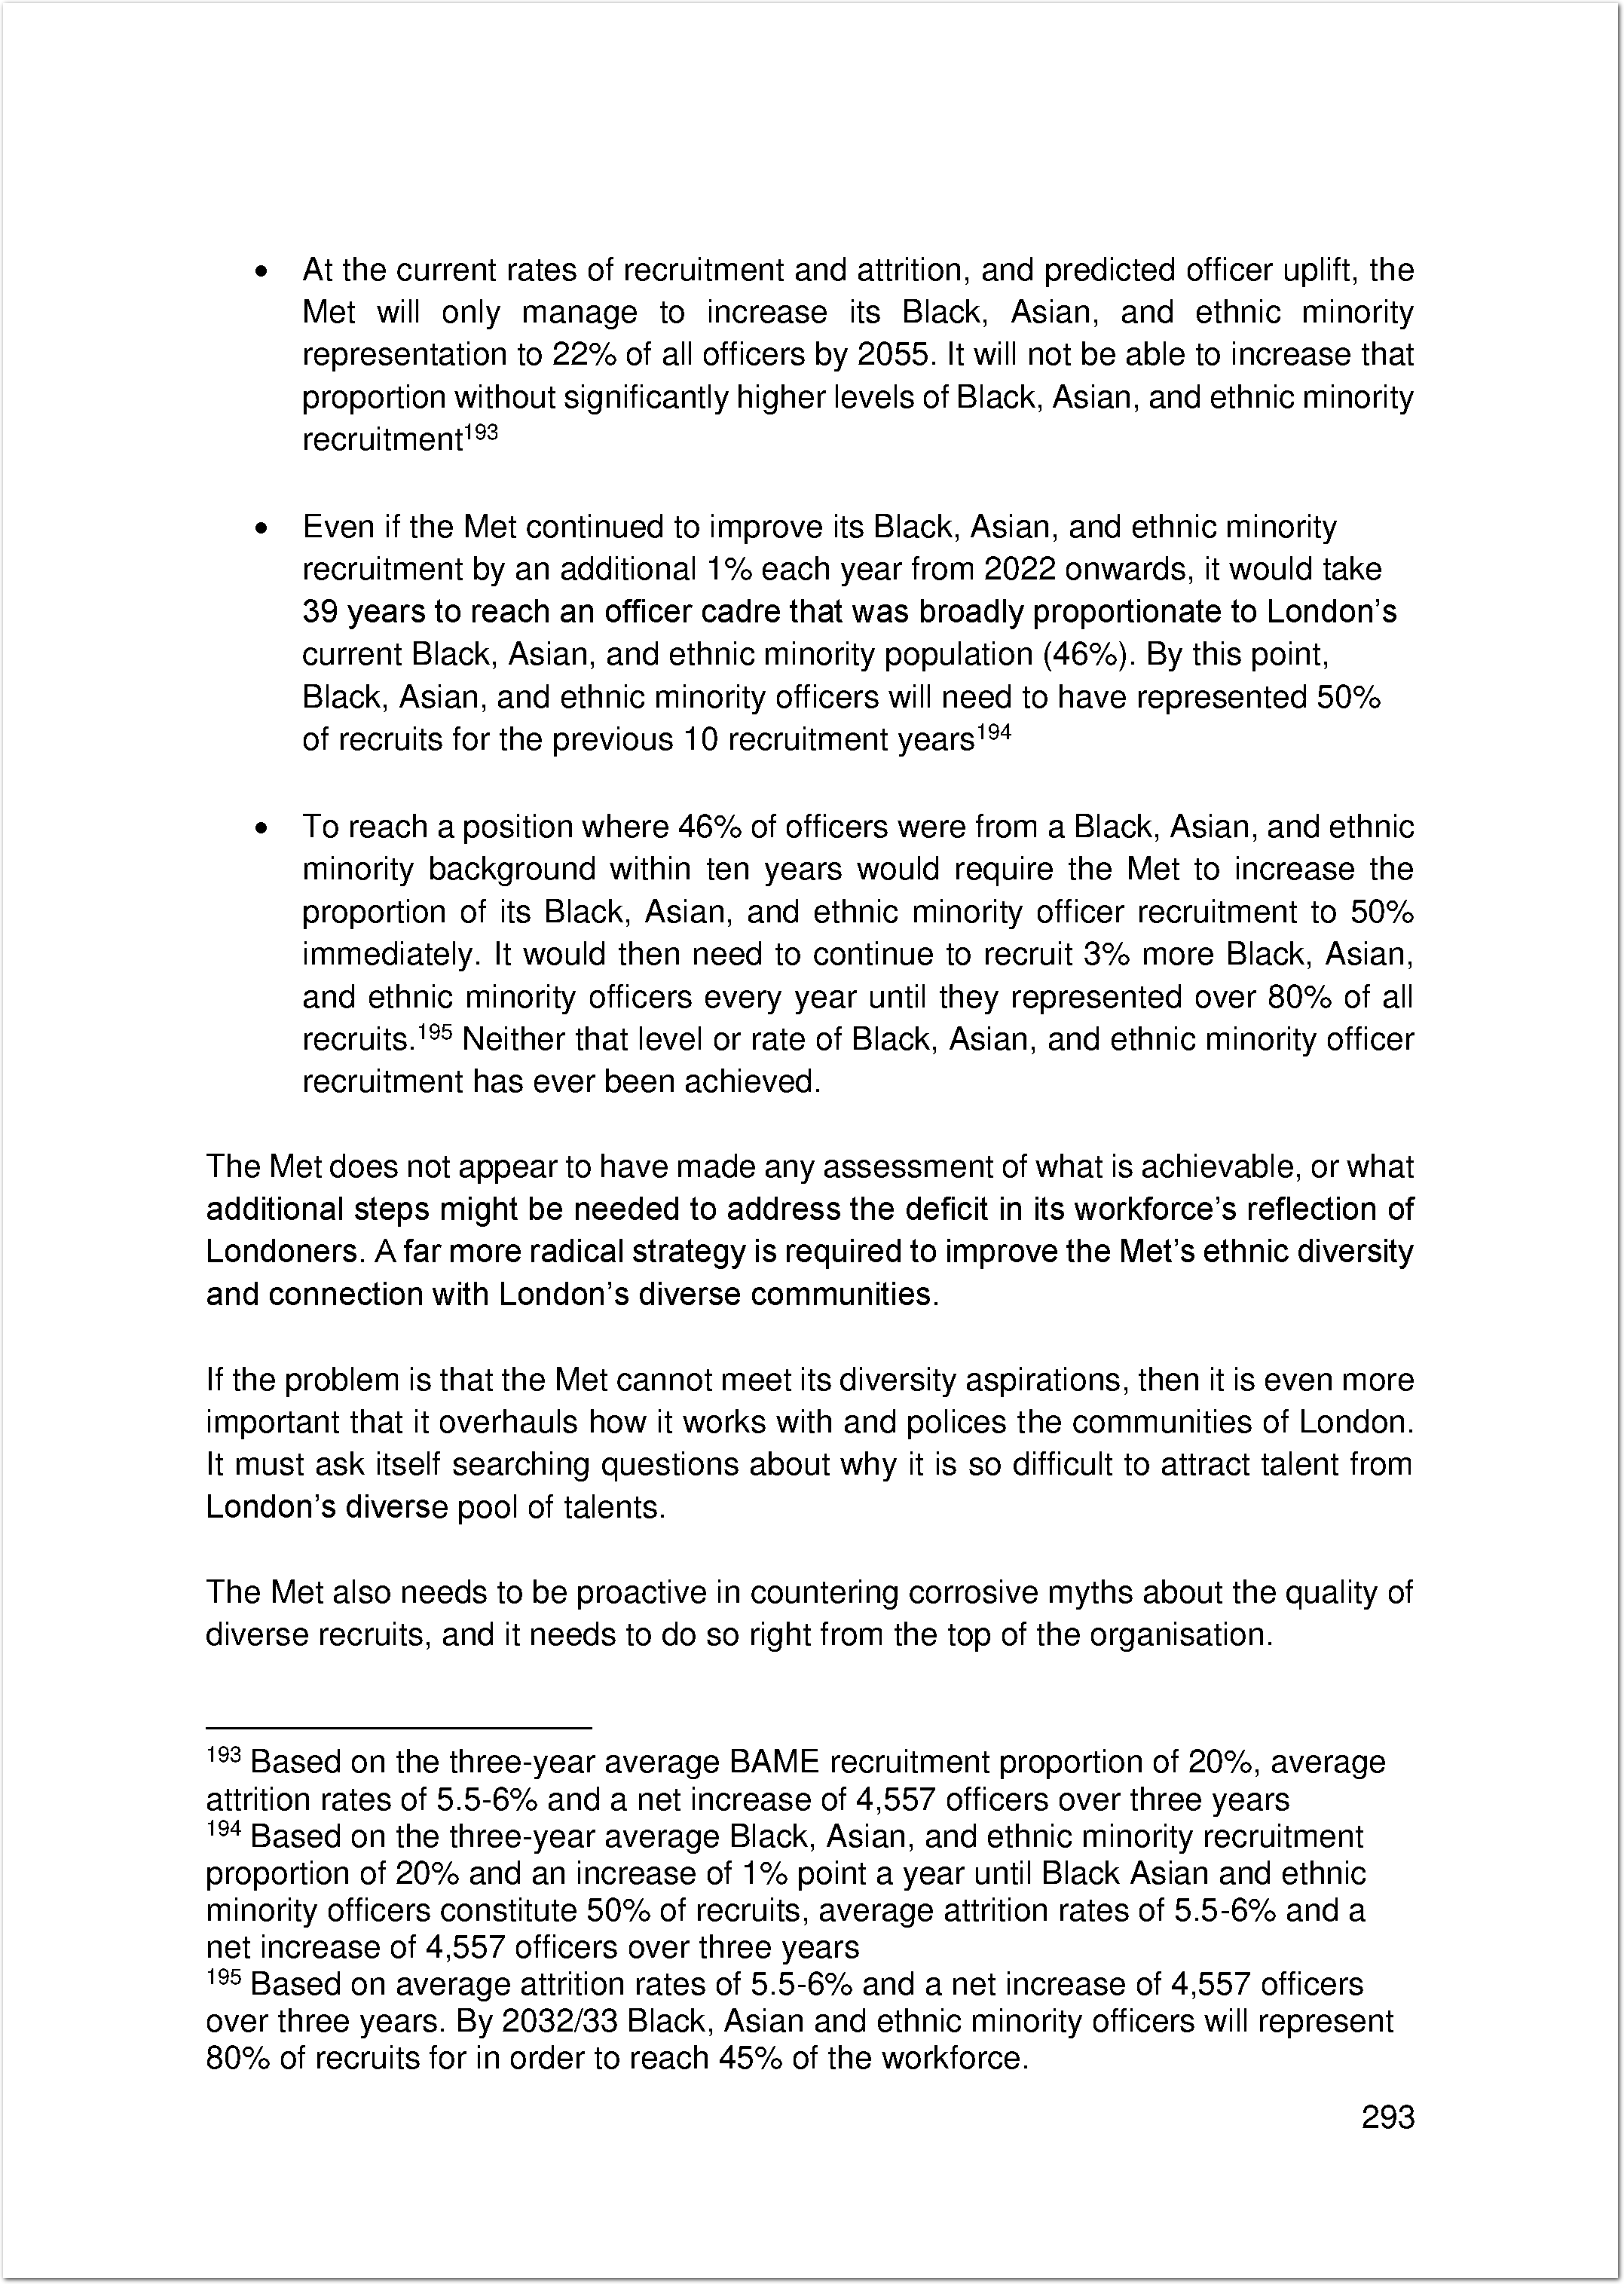 • At the current rates of recruitment and attrition, and predicted officer uplift, the
Met will only manage to increase its Black, Asian, and ethnic minority
representation to 22% of all officers by 2055. It will not be able to increase that
proportion without significantly higher levels of Black, Asian, and ethnic minority
recruitment193
• Even if the Met continued to improve its Black, Asian, and ethnic minority
recruitment by an additional 1% each year from 2022 onwards, it would take
39 years to reach an officer cadre that was broadly proportionate to London’s
current Black, Asian, and ethnic minority population (46%). By this point,
Black, Asian, and ethnic minority officers will need to have represented 50%
of recruits for the previous 10 recruitment years194
• To reach a position where 46% of officers were from a Black, Asian, and ethnic
minority background within ten years would require the Met to increase the
proportion of its Black, Asian, and ethnic minority officer recruitment to 50%
immediately. It would then need to continue to recruit 3% more Black, Asian,
and ethnic minority officers every year until they represented over 80% of all
recruits.195 Neither that level or rate of Black, Asian, and ethnic minority officer
recruitment has ever been achieved.
The Met does not appear to have made any assessment of what is achievable, or what
additional steps might be needed to address the deficit in its workforce’s reflection of
Londoners. A far more radical strategy is required to improve the Met’s ethnic diversity
and connection with London’s diverse communities.
If the problem is that the Met cannot meet its diversity aspirations, then it is even more
important that it overhauls how it works with and polices the communities of London.
It must ask itself searching questions about why it is so difficult to attract talent from
London’s diverse pool of talents.
The Met also needs to be proactive in countering corrosive myths about the quality of
diverse recruits, and it needs to do so right from the top of the organisation.
193 Based on the three-year average BAME recruitment proportion of 20%, average
attrition rates of 5.5-6% and a net increase of 4,557 officers over three years
194 Based on the three-year average Black, Asian, and ethnic minority recruitment
proportion of 20% and an increase of 1% point a year until Black Asian and ethnic
minority officers constitute 50% of recruits, average attrition rates of 5.5-6% and a
net increase of 4,557 officers over three years
195 Based on average attrition rates of 5.5-6% and a net increase of 4,557 officers
over three years. By 2032/33 Black, Asian and ethnic minority officers will represent
80% of recruits for in order to reach 45% of the workforce.
293